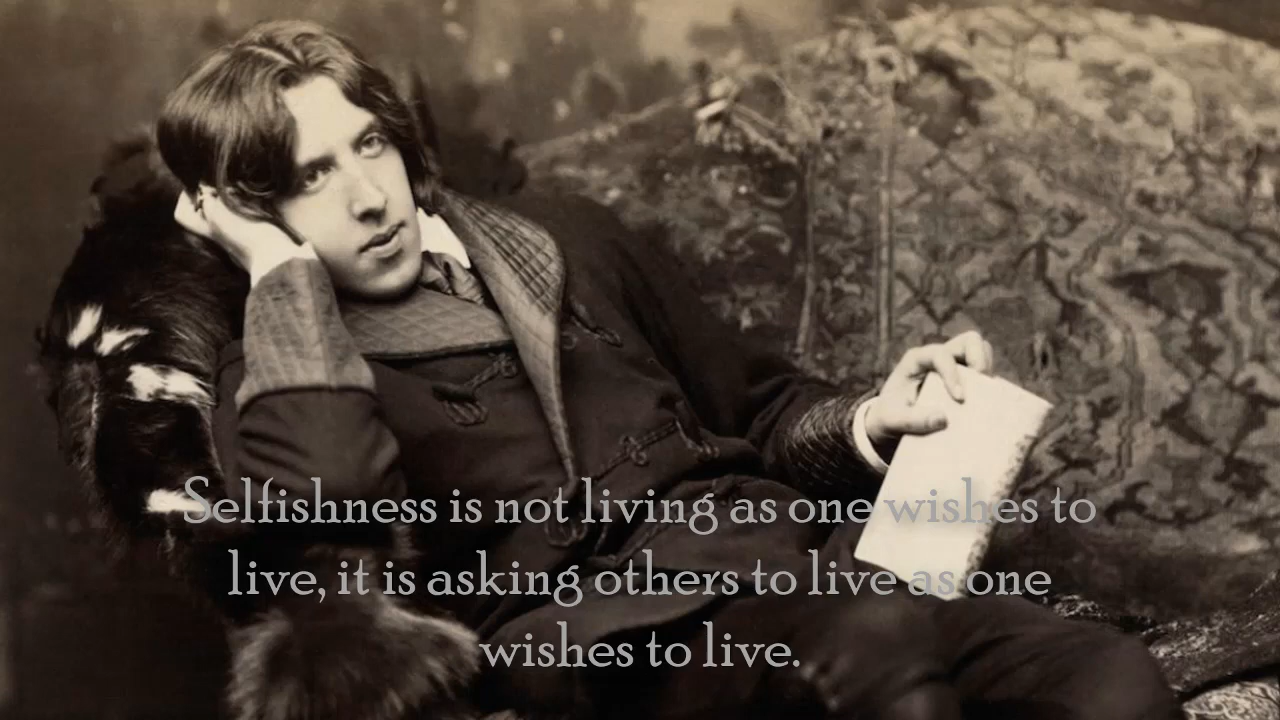 Selfishness is not living as one wishes to
live, it is asking others to live as one
wishes to live.